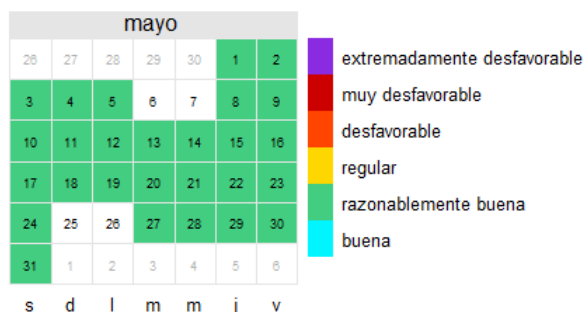 mayo
26 27 28 29 30 1 2
3 4 5 6 7 8 9
10 11 12 13 14 15 16
17 18 19 20 21 22 23
24 25 26 27 28 29 30
31 1 2 3 4 5 6
s d l m m j v
extremadamente desfavorable
muy desfavorable
desfavorable
regular
razonablemente buena
buena